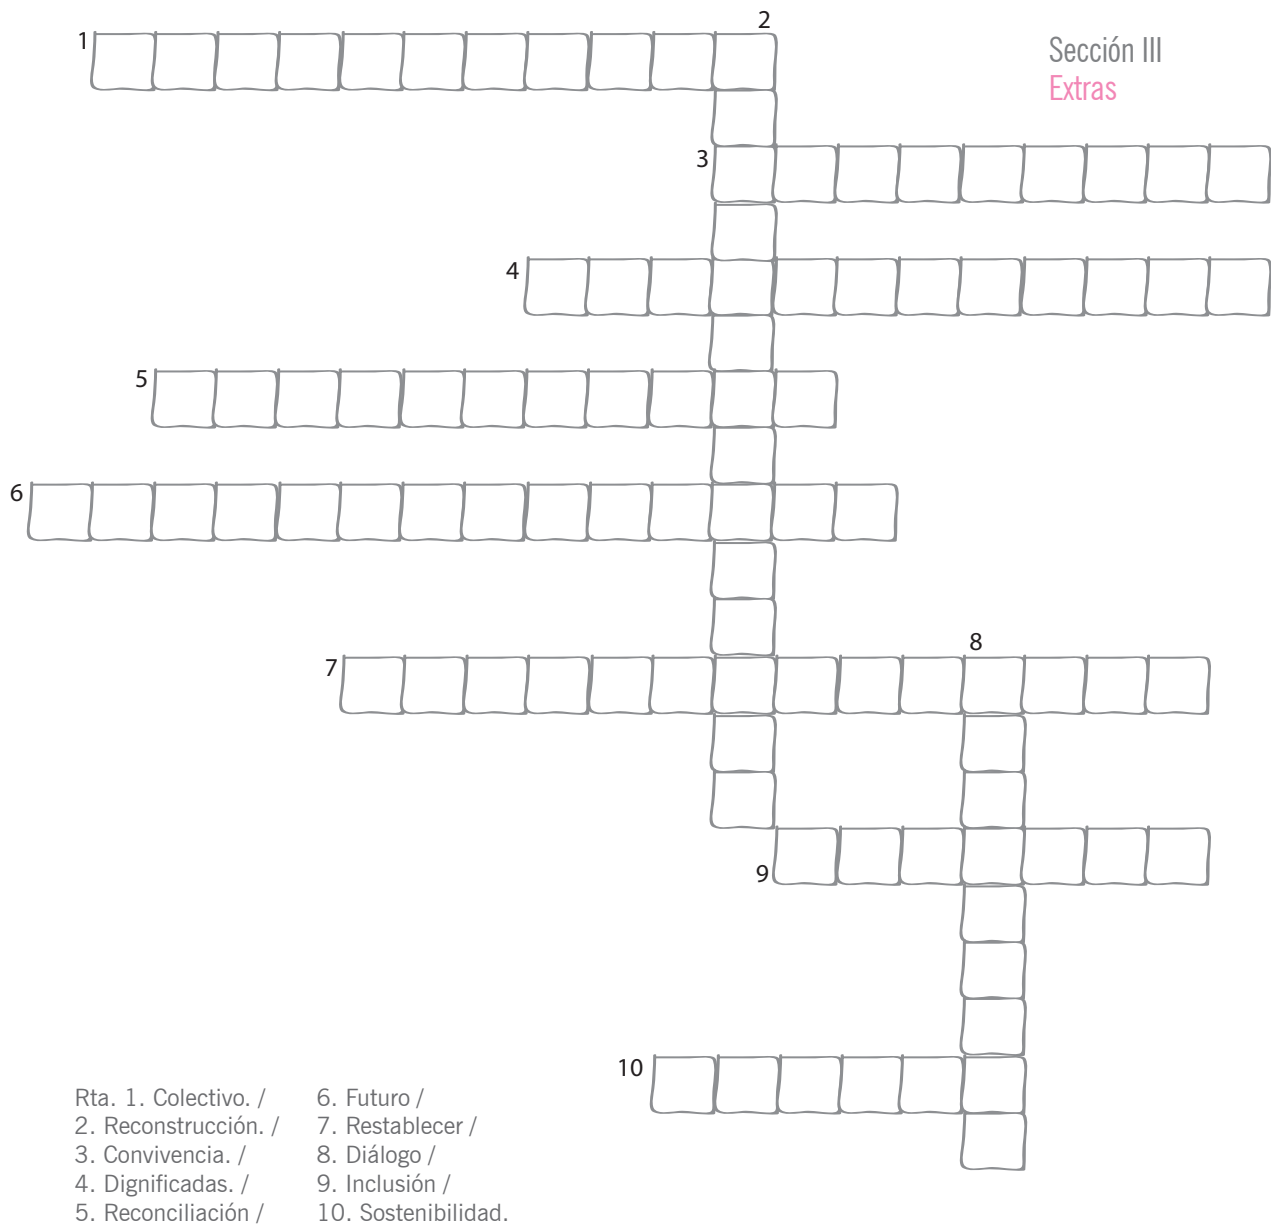 2
1
Sección III
Extras
3
4
5
6
8
7
9
10
Rta. 1. Colectivo. /
2. Reconstrucción. /
3. Convivencia. /
4. Dignificadas. /
5. Reconciliación /
6. Futuro /
7. Restablecer /
8. Diálogo /
9. Inclusión /
10. Sostenibilidad.